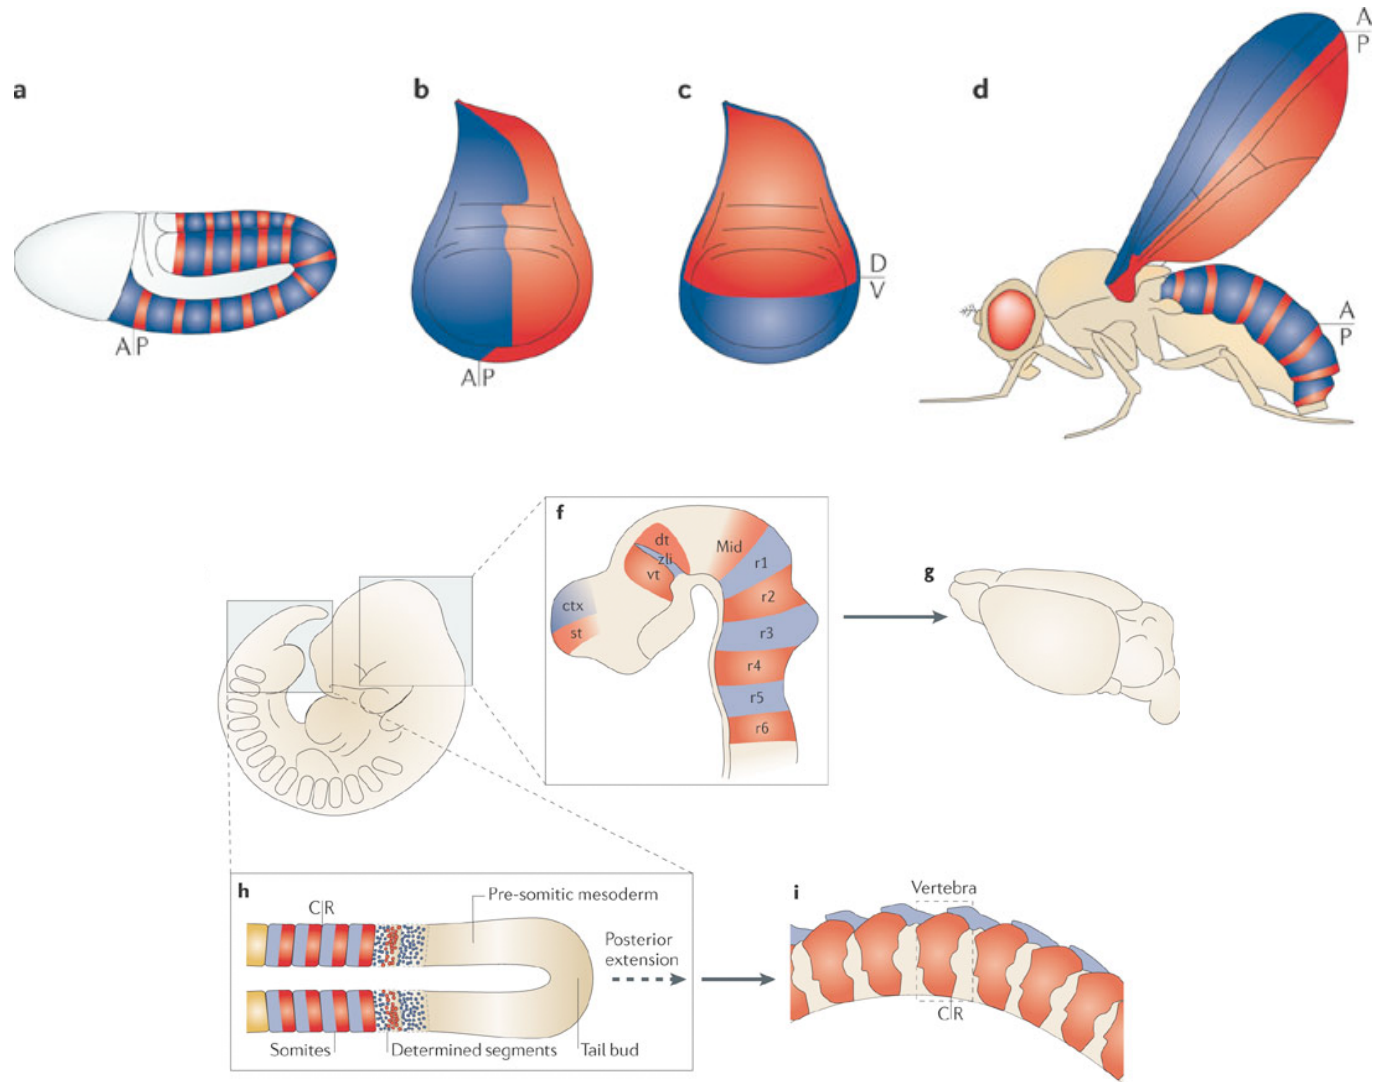 a
b
c
d
A
P
D
V
A
P
A|P
A|P
f
dt
zli
vt
Mid
r1
r2
r3
r4
r5
r6
ctx
st
g
h
C|R
Pre-somitic mesoderm
Posterior
extension
Somites
Determined segments
Tail bud
i
Vertebra
C|R